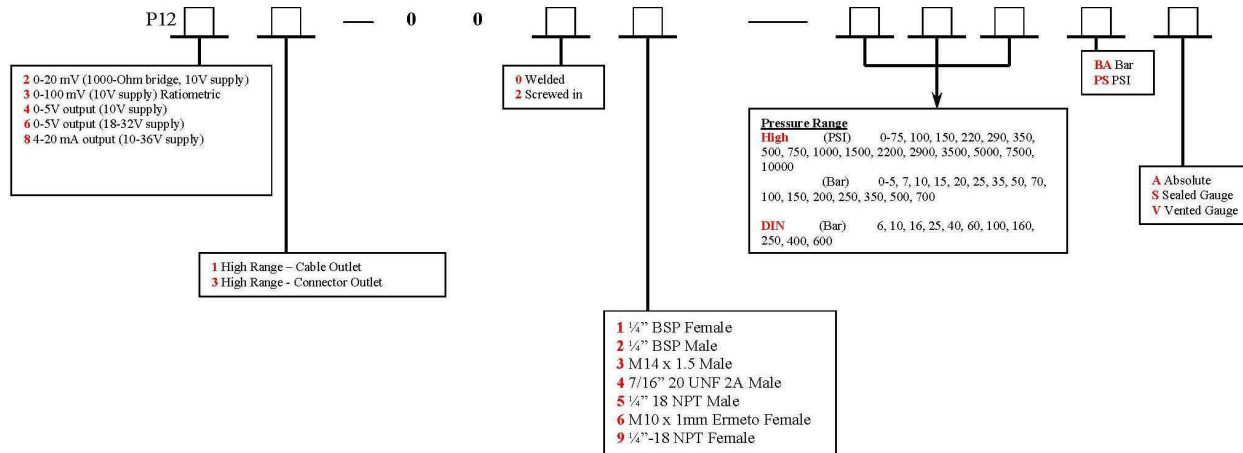 P12 — 0 0 —
2 0-20 mV (1000-Ohm bridge, 10V supply)
3 0-100 mV (10V supply) Ratiometric
4 0-5V output (10V supply)
6 0-5V output (18-32V supply)
8 4-20 mA output (10-36V supply)
0 Welded
2 Screwed in
BA Bar
PS PSI
Pressure Range
High (PSI) 0-75, 100, 150, 220, 290, 350,
500, 750, 1000, 1500, 2200, 2900, 3500, 5000, 7500,
10000
(Bar) 0-5, 7, 10, 15, 20, 25, 35, 50, 70,
100, 150, 200, 250, 350, 500, 700
DIN (Bar) 6, 10, 16, 25, 40, 60, 100, 160,
250, 400, 600
A Absolute
S Sealed Gauge
V Vented Gauge
1 High Range – Cable Outlet
3 High Range - Connector Outlet
1 ¼” BSP Female
2 ¼” BSP Male
3 M14 x 1.5 Male
4 7/16” 20 UNF 2A Male
5 ¼” 18 NPT Male
6 M10 x 1mm Ermeto Female
9 ¼”-18 NPT Female